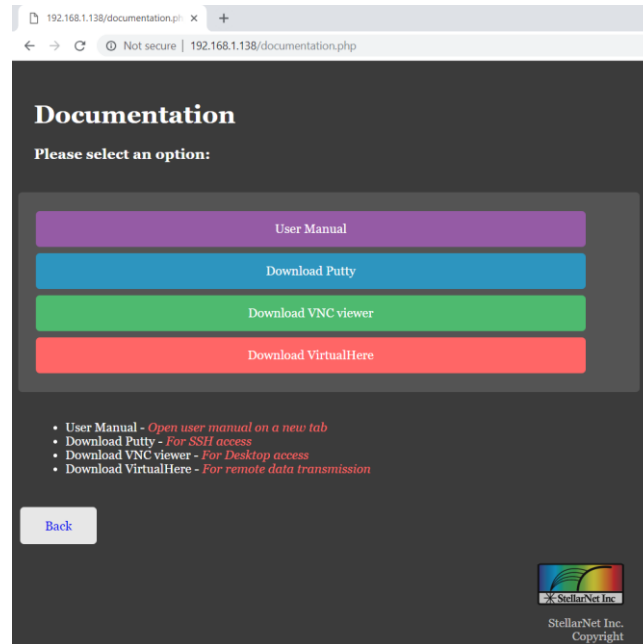 192.168.1.138/documentation.ph
Not secure | 192.168.1.138/documentation.php
Documentation
Please select an option:
User Manual
Download Putty
Download VNC viewer
Download VirtualHere
User Manual - Open user manual on a new tab
Download Putty - For SSH access
Download VNC viewer - For Desktop access
Download VirtualHere - For remote data transmission
Back
StellarNet Inc
StellarNet Inc.
Copyright